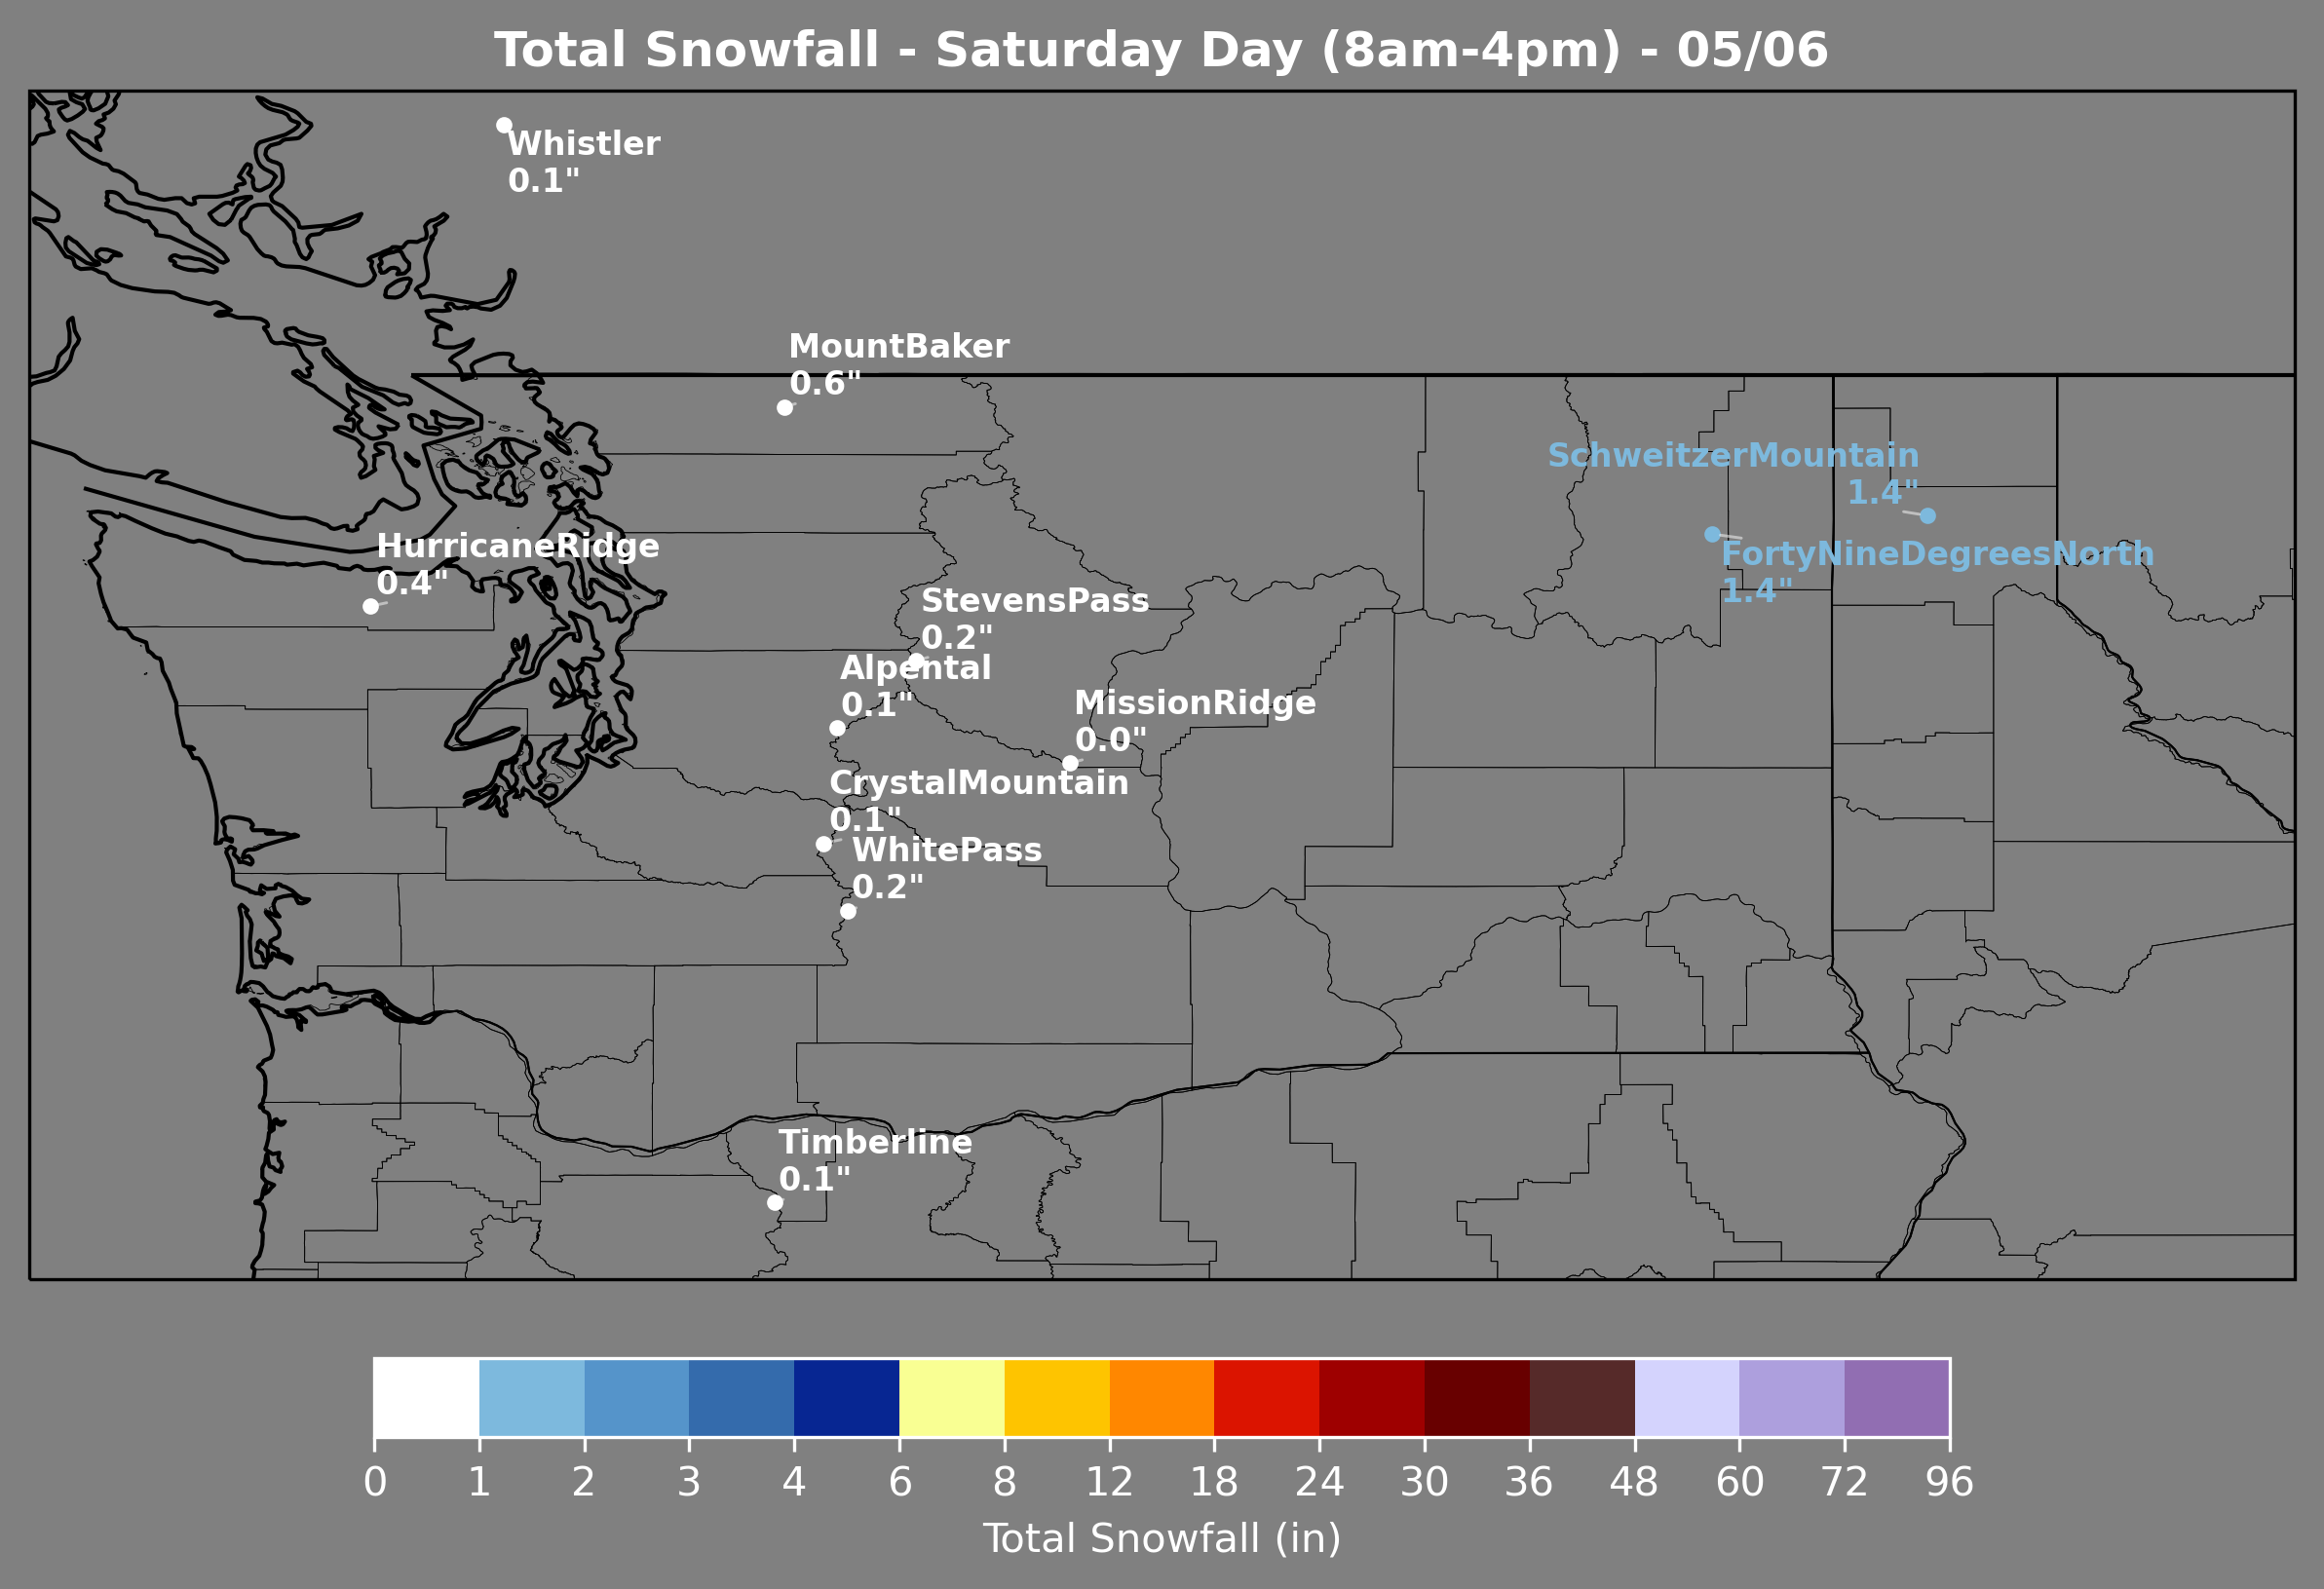 Total Snowfall - Saturday Day (8am-4pm) - 05/06
Whistler
0.1"
MountBaker
0.6"
SchweitzerMountain
1.4"
HurricaneRidge
0.4"
FortyNineDegreesNorth
1.4"
StevensPass
0.2"
Alpental
0.1"
MissionRidge
0.0"
CrystalMountain
0.1"
WhitePass
0.2"
Timberline
0.1"
0 1 2 3 4 6 8 12 18 24 30 36 48 60 72 96
Total Snowfall (in)